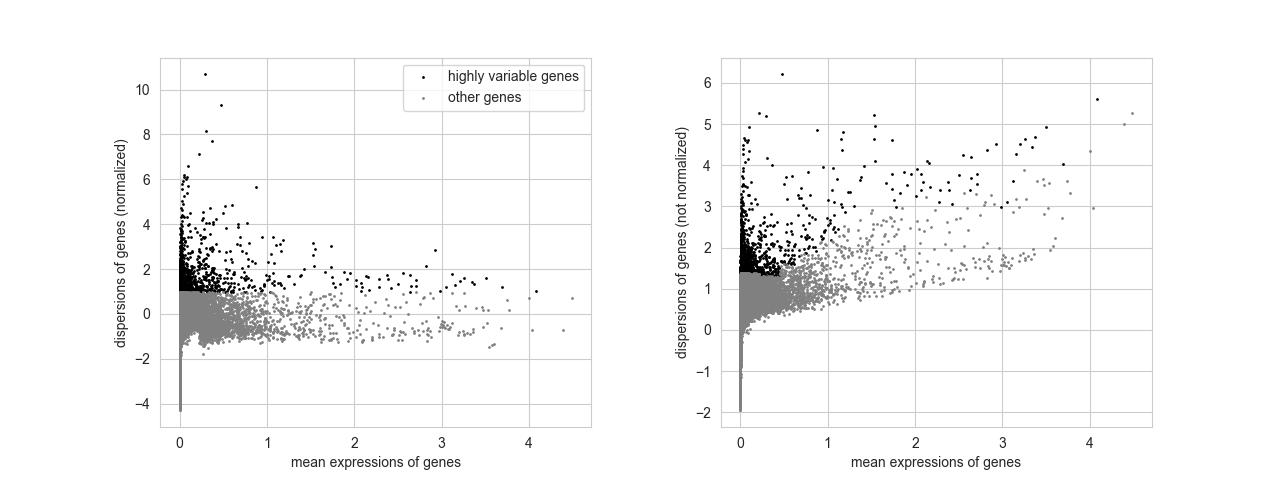 highly variable genes
other genes
dispersions of genes (normalized)
10
8
6
4
2
0
−2
−4
0 1 2 3 4
mean expressions of genes
dispersions of genes (not normalized)
6
5
4
3
2
1
0
−1
−2
0 1 2 3 4
mean expressions of genes